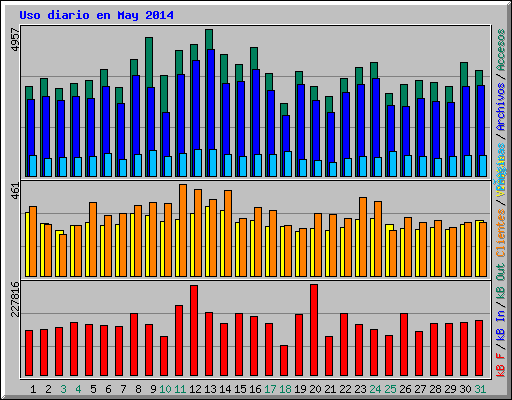 Uso diario en May 2014
4957
461
227816
kB F / kB In / kB Out Clientes / Páginas / Archivos / Accesos
1 2 3 4 5 6 7 8 9 10 11 12 13 14 15 16 17 18 19 20 21 22 23 24 25 26 27 28 29 30 31